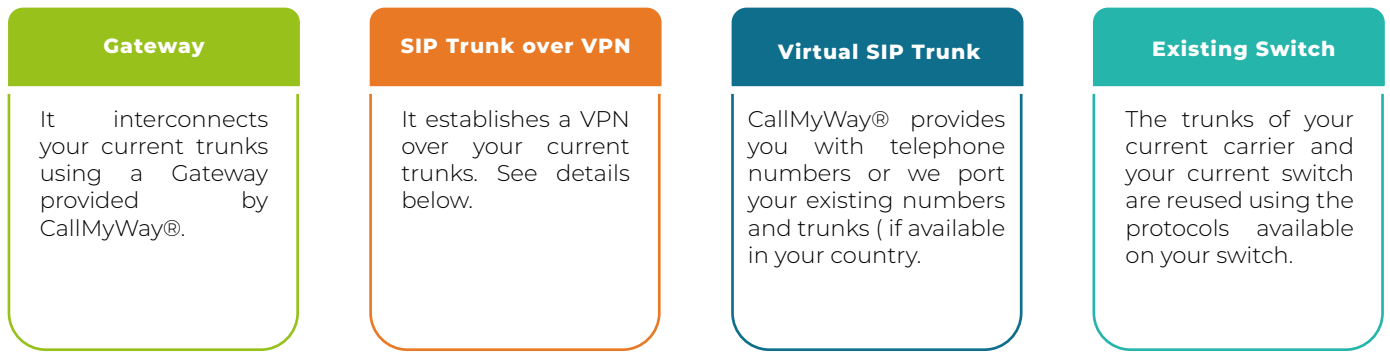 Gateway
It interconnects
your current trunks
using a Gateway
provided by
CallMyWay®.
SIP Trunk over VPN
It establishes a VPN
over your current
trunks. See details
below.
Virtual SIP Trunk
CallMyWay® provides
you with telephone
numbers or we port
your existing numbers
and trunks ( if available
in your country.
Existing Switch
The trunks of your
current carrier and
your current switch
are reused using the
protocols available
on your switch.